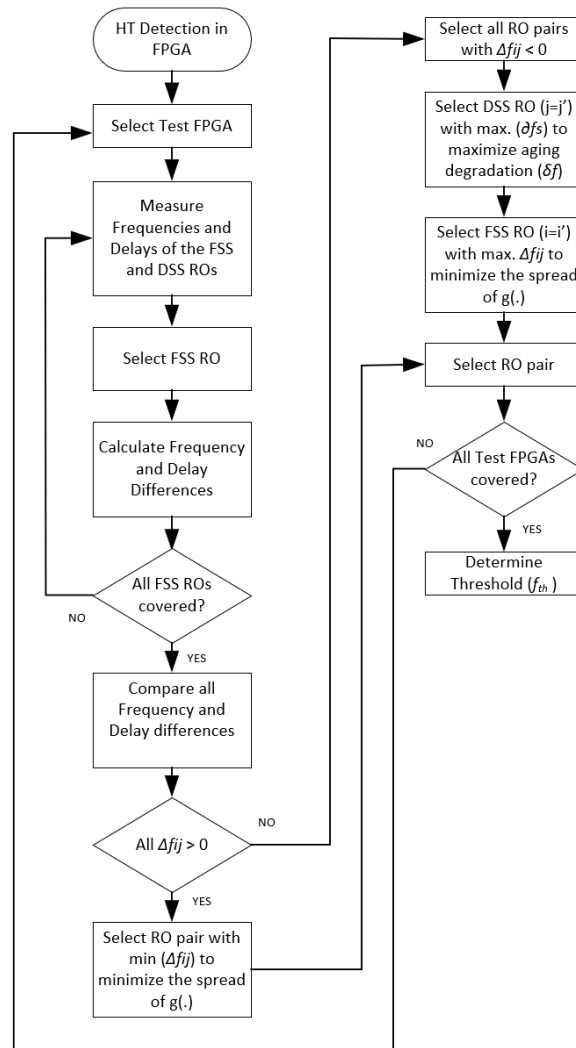 HT Detection in
FPGA
Select Test FPGA
Measure
Frequencies and
Delays of the FSS
and DSS ROs
Select FSS RO
Calculate Frequency
and Delay
Differences
All FSS ROs
covered?
NO
YES
Compare all
Frequency and
Delay differences
All Δfij > 0
NO
YES
Select RO pair with
min (Δfij) to
minimize the spread
of g(.)
Select all RO pairs
with Δfij < 0
Select DSS RO (j=j’)
with max. (∂fs) to
maximize aging
degradation (δf)
Select FSS RO (i=i’)
with max. Δfij to
minimize the spread
of g(.)
Select RO pair
NO
All Test FPGAs
covered?
YES
Determine
Threshold (fth )